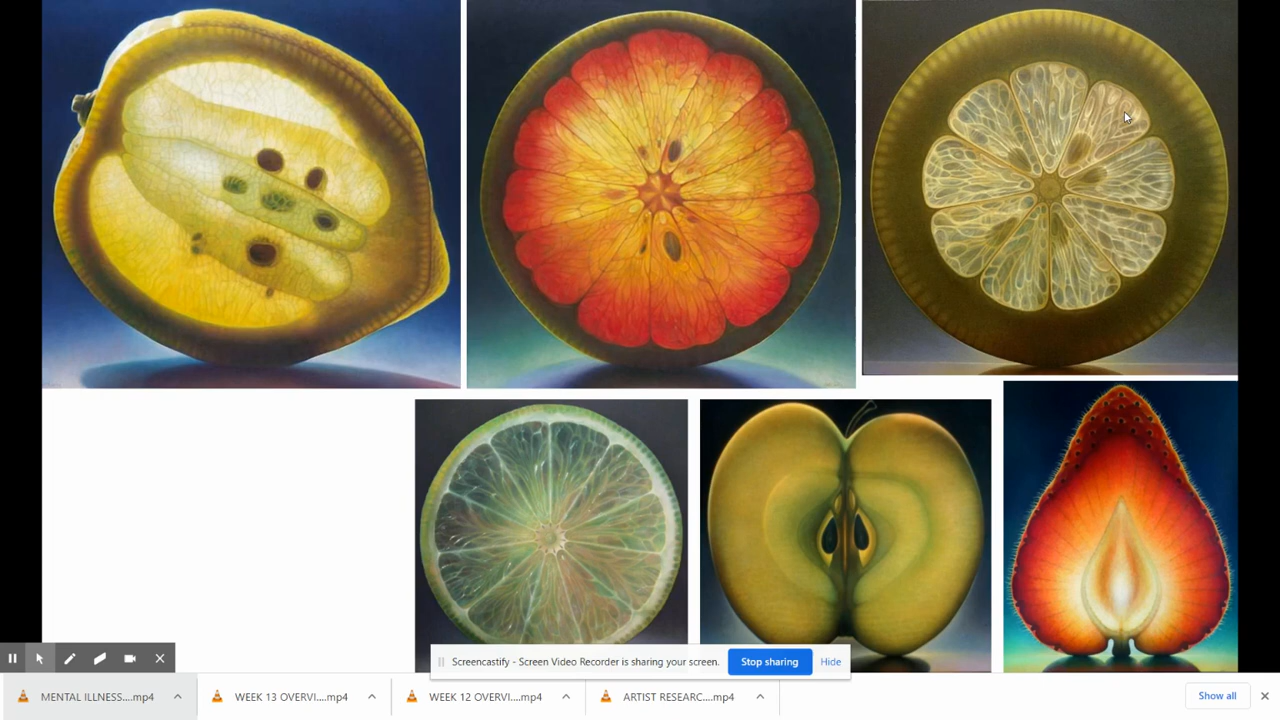 Screencastify - Screen Video Recorder is sharing your screen.
Stop sharing
Hide
MENTAL ILLNESS....mp4
WEEK 13 OVERVI....mp4
WEEK 12 OVERVI....mp4
ARTIST RESEARC....mp4
Show all